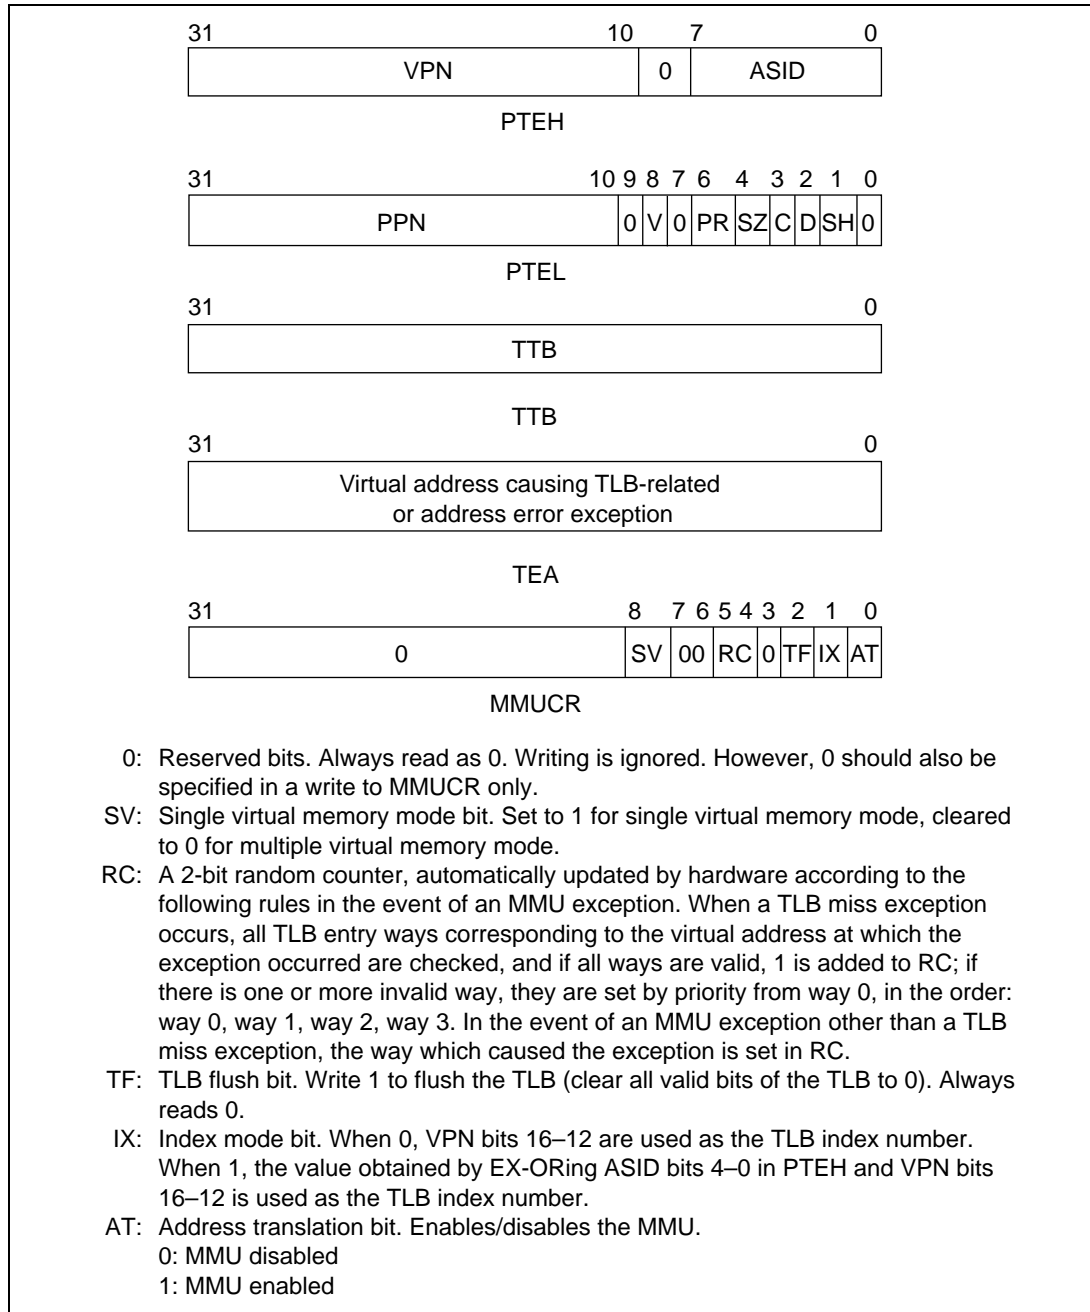 31 10 7 0
VPN 0 ASID
PTEH
31 10 9 8 7 6 4 3 2 1 0
PPN 0 V 0 PR SZ C D SH 0
PTEL
31 0
TTB
TTB
31 0
Virtual address causing TLB-related
or address error exception
TEA
31 8 7 6 5 4 3 2 1 0
0 SV 00 RC 0 TF IX AT
MMUCR
0: Reserved bits. Always read as 0. Writing is ignored. However, 0 should also be
specified in a write to MMUCR only.
SV: Single virtual memory mode bit. Set to 1 for single virtual memory mode, cleared
to 0 for multiple virtual memory mode.
RC: A 2-bit random counter, automatically updated by hardware according to the
following rules in the event of an MMU exception. When a TLB miss exception
occurs, all TLB entry ways corresponding to the virtual address at which the
exception occurred are checked, and if all ways are valid, 1 is added to RC; if
there is one or more invalid way, they are set by priority from way 0, in the order:
way 0, way 1, way 2, way 3. In the event of an MMU exception other than a TLB
miss exception, the way which caused the exception is set in RC.
TF: TLB flush bit. Write 1 to flush the TLB (clear all valid bits of the TLB to 0). Always
reads 0.
IX: Index mode bit. When 0, VPN bits 16–12 are used as the TLB index number.
When 1, the value obtained by EX-ORing ASID bits 4–0 in PTEH and VPN bits
16–12 is used as the TLB index number.
AT: Address translation bit. Enables/disables the MMU.
0: MMU disabled
1: MMU enabled